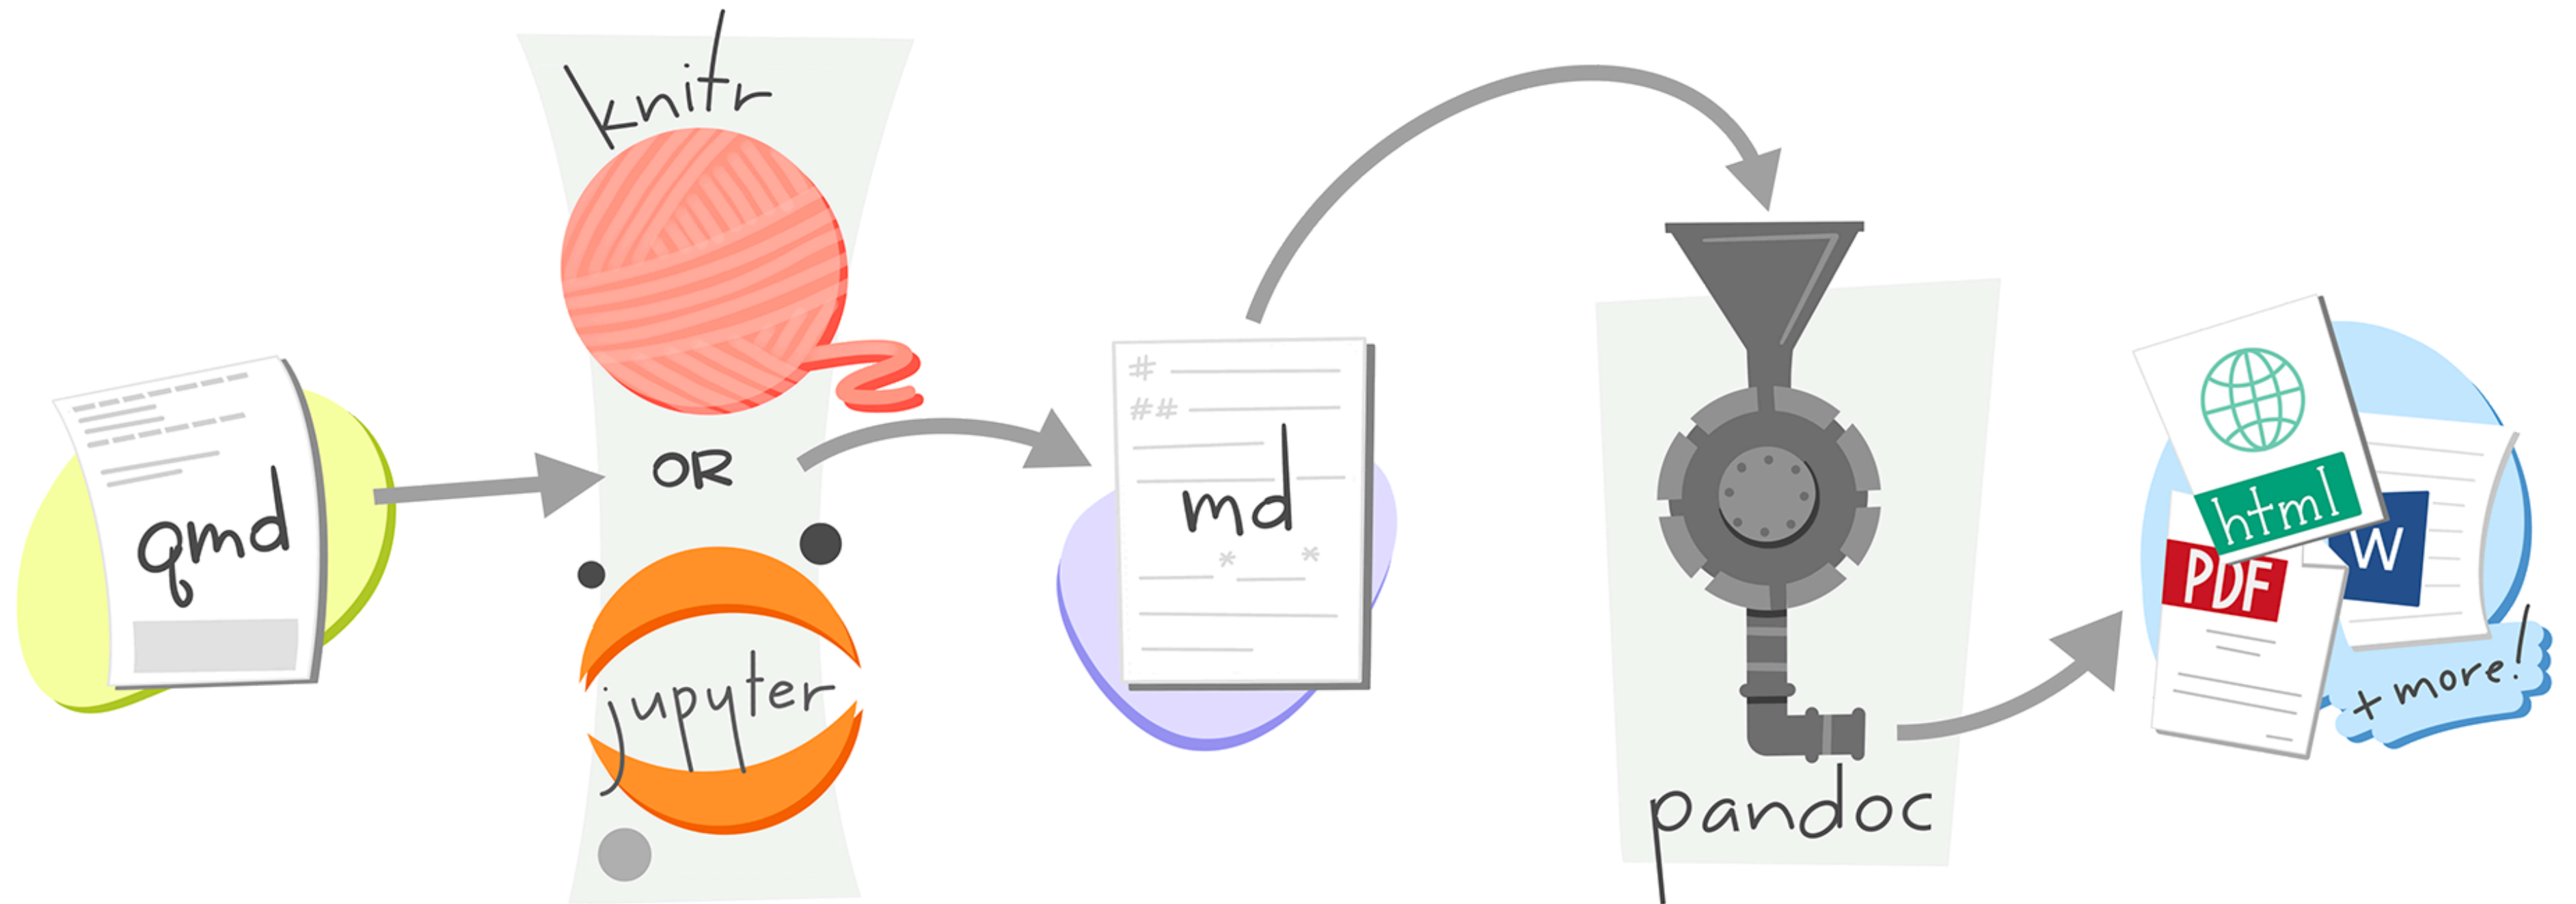 qmd
knitr
OR
jupyter
#
##
md
* *
pandoc
html
PDF
W
+ more!